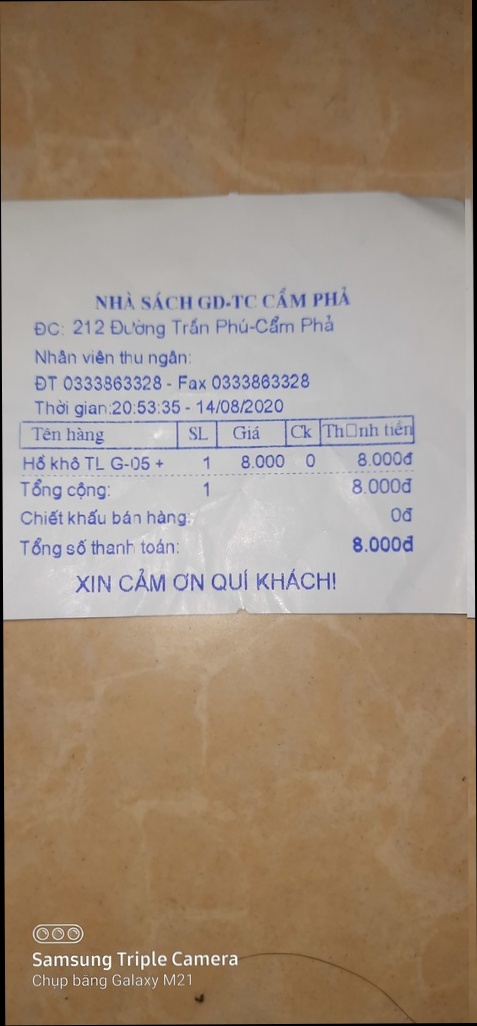 NHÀ SÁCH GD-TC CẨM PHẢ
ĐC: 212 Đường Trần Phú-Cẩm Phả
Nhân viên thu ngân:
ĐT 0333863328 - Fax 0333863328
Thời gian:20:53:35 - 14/08/2020
Tên hàng SL Giá Ck Th□nh tiền
Hồ khô TL G-05 + 1 8.000 0 8.000đ
Tổng cộng: 1 8.000đ
Chiết khấu bán hàng: 0đ
Tổng số thanh toán: 8.000đ
XIN CẢM ƠN QUÍ KHÁCH!
Samsung Triple Camera
Chụp bằng Galaxy M21